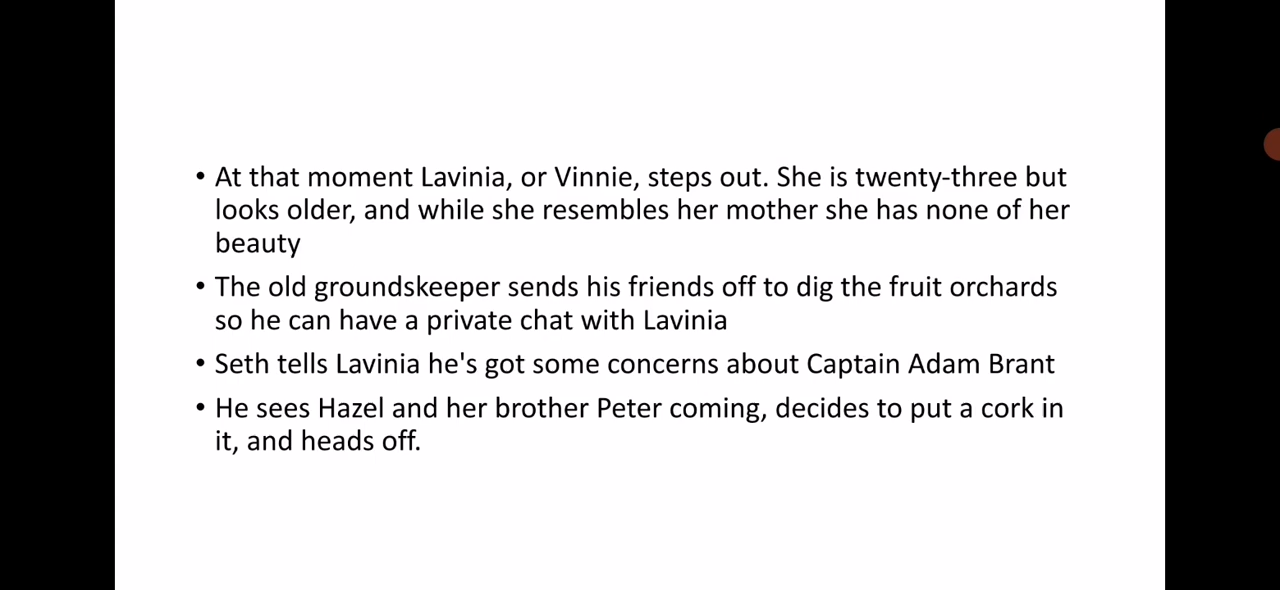 • At that moment Lavinia, or Vinnie, steps out. She is twenty-three but
looks older, and while she resembles her mother she has none of her
beauty
• The old groundskeeper sends his friends off to dig the fruit orchards
so he can have a private chat with Lavinia
• Seth tells Lavinia he's got some concerns about Captain Adam Brant
• He sees Hazel and her brother Peter coming, decides to put a cork in
it, and heads off.